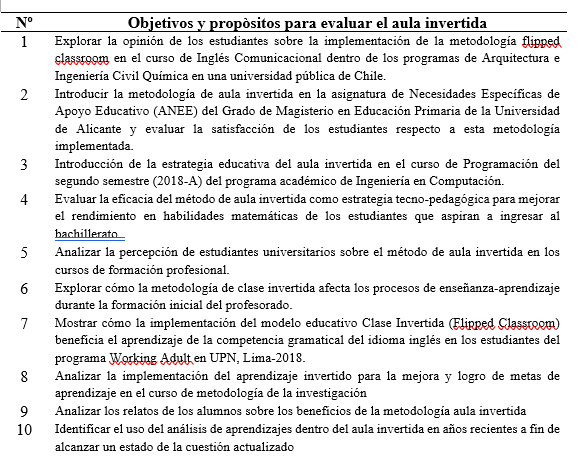 Nº Objetivos y propòsitos para evaluar el aula invertida
1 Explorar la opinión de los estudiantes sobre la implementación de la metodología flipped
classroom en el curso de Inglés Comunicacional dentro de los programas de Arquitectura e
Ingeniería Civil Química en una universidad pública de Chile.
2 Introducir la metodología de aula invertida en la asignatura de Necesidades Específicas de
Apoyo Educativo (ANEE) del Grado de Magisterio en Educación Primaria de la Universidad
de Alicante y evaluar la satisfacción de los estudiantes respecto a esta metodología
implementada.
3 Introducción de la estrategia educativa del aula invertida en el curso de Programación del
segundo semestre (2018-A) del programa académico de Ingeniería en Computación.
4 Evaluar la eficacia del método de aula invertida como estrategia tecno-pedagógica para mejorar
el rendimiento en habilidades matemáticas de los estudiantes que aspiran a ingresar al
bachillerato
5 Analizar la percepción de estudiantes universitarios sobre el método de aula invertida en los
cursos de formación profesional.
6 Explorar cómo la metodología de clase invertida afecta los procesos de enseñanza-aprendizaje
durante la formación inicial del profesorado.
7 Mostrar cómo la implementación del modelo educativo Clase Invertida (Flipped Classroom)
beneficia el aprendizaje de la competencia gramatical del idioma inglés en los estudiantes del
programa Working Adult en UPN, Lima-2018.
8 Analizar la implementación del aprendizaje invertido para la mejora y logro de metas de
aprendizaje en el curso de metodología de la investigación
9 Analizar los relatos de los alumnos sobre los beneficios de la metodología aula invertida
10 Identificar el uso del análisis de aprendizajes dentro del aula invertida en años recientes a fin de
alcanzar un estado de la cuestión actualizado